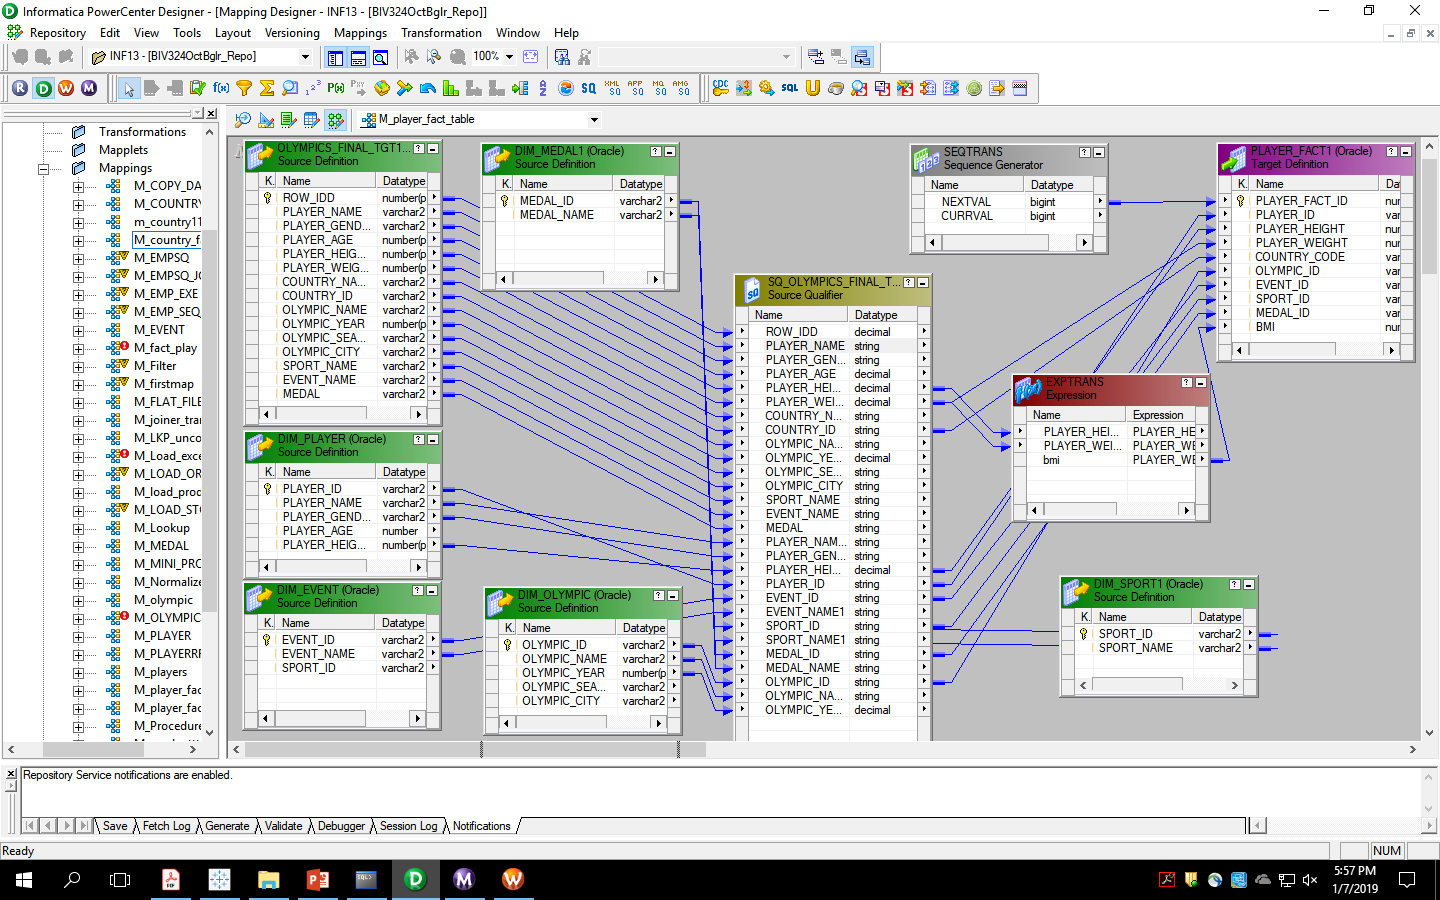 Informatica PowerCenter Designer - [Mapping Designer - INF13 - [BIV324OctBglr_Repo]]
Repository Edit View Tools Layout Versioning Mappings Transformation Window Help
INF13 - [BIV324OctBglr_Repo]
100%
M_player_fact_table
Transformations
Mapplets
Mappings
M_COPY_DA
M_COUNTRY
m_country11
M_country_f
M_EMPSQ
M_EMPSQ_JO
M_EMP_EXE
M_EMP_SEQ
M_EVENT
M_fact_play
M_Filter
M_firstmap
M_FLAT_FILE
M_joiner_tra
M_LKP_unco
M_Load_exce
M_LOAD_OR
M_load_prod
M_LOAD_STO
M_Lookup
M_MEDAL
M_MINI_PRO
M_Normalize
M_olympic
M_OLYMPIC
M_PLAYER
M_PLAYERRF
M_players
M_player_fac
M_player_fac
M_Procedure
OLYMPICS_FINAL_TGT1...
Source Definition
K. Name Datatype
ROW_IDD number(p
PLAYER_NAME varchar2
PLAYER_GEND... varchar2
PLAYER_AGE number(p
PLAYER_HEIG... number(p
PLAYER_WEIG... number(p
COUNTRY_NA... varchar2
COUNTRY_ID varchar2
OLYMPIC_NAME varchar2
OLYMPIC_YEAR number(p
OLYMPIC_SEA... varchar2
OLYMPIC_CITY varchar2
SPORT_NAME varchar2
EVENT_NAME varchar2
MEDAL varchar2
DIM_PLAYER (Oracle)
Source Definition
K. Name Datatype
PLAYER_ID varchar2
PLAYER_NAME varchar2
PLAYER_GEND... varchar2
PLAYER_AGE number
PLAYER_HEIG... number(p
DIM_EVENT (Oracle)
Source Definition
K. Name Datatype
EVENT_ID varchar2
EVENT_NAME varchar2
SPORT_ID varchar2
DIM_MEDAL1 (Oracle)
Source Definition
K. Name Datatype
MEDAL_ID varchar2
MEDAL_NAME varchar2
DIM_OLYMPIC (Oracle)
Source Definition
K. Name Datatype
OLYMPIC_ID varchar2
OLYMPIC_NAME varchar2
OLYMPIC_YEAR number(p
OLYMPIC_SEA... varchar2
OLYMPIC_CITY varchar2
SQ_OLYMPICS_FINAL_T...
Source Qualifier
Name Datatype
ROW_IDD decimal
PLAYER_NAME string
PLAYER_GEN... string
PLAYER_AGE decimal
PLAYER_HEI... decimal
PLAYER_WEI... decimal
COUNTRY_N... string
COUNTRY_ID string
OLYMPIC_NA... string
OLYMPIC_YE... decimal
OLYMPIC_SE... string
OLYMPIC_CITY string
SPORT_NAME string
EVENT_NAME string
MEDAL string
PLAYER_NAM... string
PLAYER_GEN... string
PLAYER_HEI... decimal
PLAYER_ID string
EVENT_ID string
EVENT_NAME1 string
SPORT_ID string
SPORT_NAME1 string
MEDAL_ID string
MEDAL_NAME string
OLYMPIC_ID string
OLYMPIC_NA... string
OLYMPIC_YE... decimal
SEQTRANS
Sequence Generator
Name Datatype
NEXTVAL bigint
CURRVAL bigint
EXPTRANS
Expression
Name Expression
PLAYER_HEI... PLAYER_HE
PLAYER_WEI... PLAYER_WE
bmi PLAYER_WE
DIM_SPORT1 (Oracle)
Source Definition
K. Name Datatype
SPORT_ID varchar2
SPORT_NAME varchar2
PLAYER_FACT1 (Oracle)
Target Definition
K. Name Dat
PLAYER_FACT_ID nur
PLAYER_ID var
PLAYER_HEIGHT nur
PLAYER_WEIGHT nur
COUNTRY_CODE var
OLYMPIC_ID var
EVENT_ID var
SPORT_ID var
MEDAL_ID var
BMI nur
Repository Service notifications are enabled.
Save Fetch Log Generate Validate Debugger Session Log Notifications
Ready
NUM
5:57 PM
1/7/2019